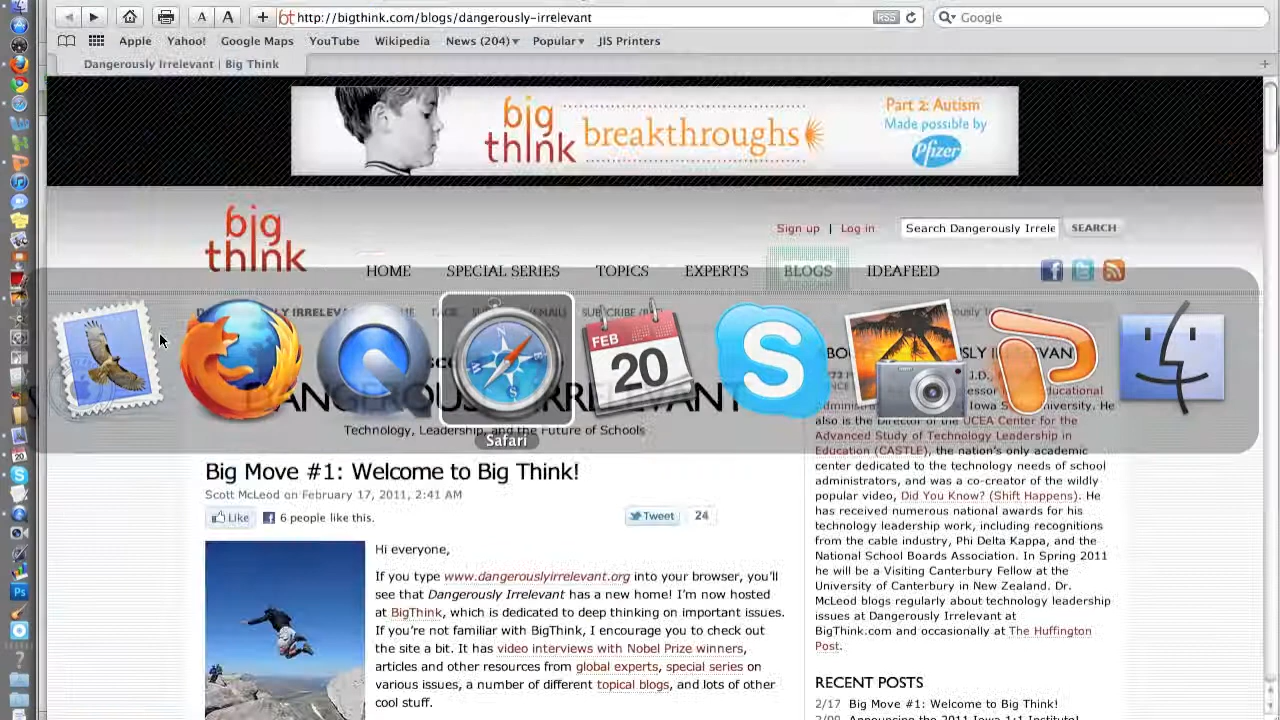 http://bigthink.com/blogs/dangerously-irrelevant
RSS
Google
Apple Yahoo! Google Maps YouTube Wikipedia News (204) Popular JIS Printers
Dangerously Irrelevant | Big Think
big think
breakthroughs
Part 2: Autism
Made possible by
Pfizer
big think
Sign up | Log in
Search Dangerously Irrele
SEARCH
HOME SPECIAL SERIES TOPICS EXPERTS BLOGS IDEAFEED
FEB
20
S
Safari
DANGEROUSLY IRRELEVANT
Technology, Leadership, and the Future of Schools
Big Move #1: Welcome to Big Think!
Scott McLeod on February 17, 2011, 2:41 AM
Like
6 people like this.
Tweet
24
Hi everyone,
If you type www.dangerouslyirrelevant.org into your browser, you'll
see that Dangerously Irrelevant has a new home! I'm now hosted
at BigThink, which is dedicated to deep thinking on important issues.
If you're not familiar with BigThink, I encourage you to check out
the site a bit. It has video interviews with Nobel Prize winners,
articles and other resources from global experts, special series on
various issues, a number of different topical blogs, and lots of other
cool stuff.
J.D.,
Educational
Iowa University. He
also is the Director of the UCEA Center for the
Advanced Study of Technology Leadership in
Education (CASTLE), the nation's only academic
center dedicated to the technology needs of school
administrators, and was a co-creator of the wildly
popular video, Did You Know? (Shift Happens). He
has received numerous national awards for his
technology leadership work, including recognitions
from the cable industry, Phi Delta Kappa, and the
National School Boards Association. In Spring 2011
he will be a Visiting Canterbury Fellow at the
University of Canterbury in New Zealand. Dr.
McLeod blogs regularly about technology leadership
issues at Dangerously Irrelevant at
BigThink.com and occasionally at The Huffington
Post.
RECENT POSTS
2/17 Big Move #1: Welcome to Big Think!
Announcing the 2011 Iowa 1:1 Institute!
Ps